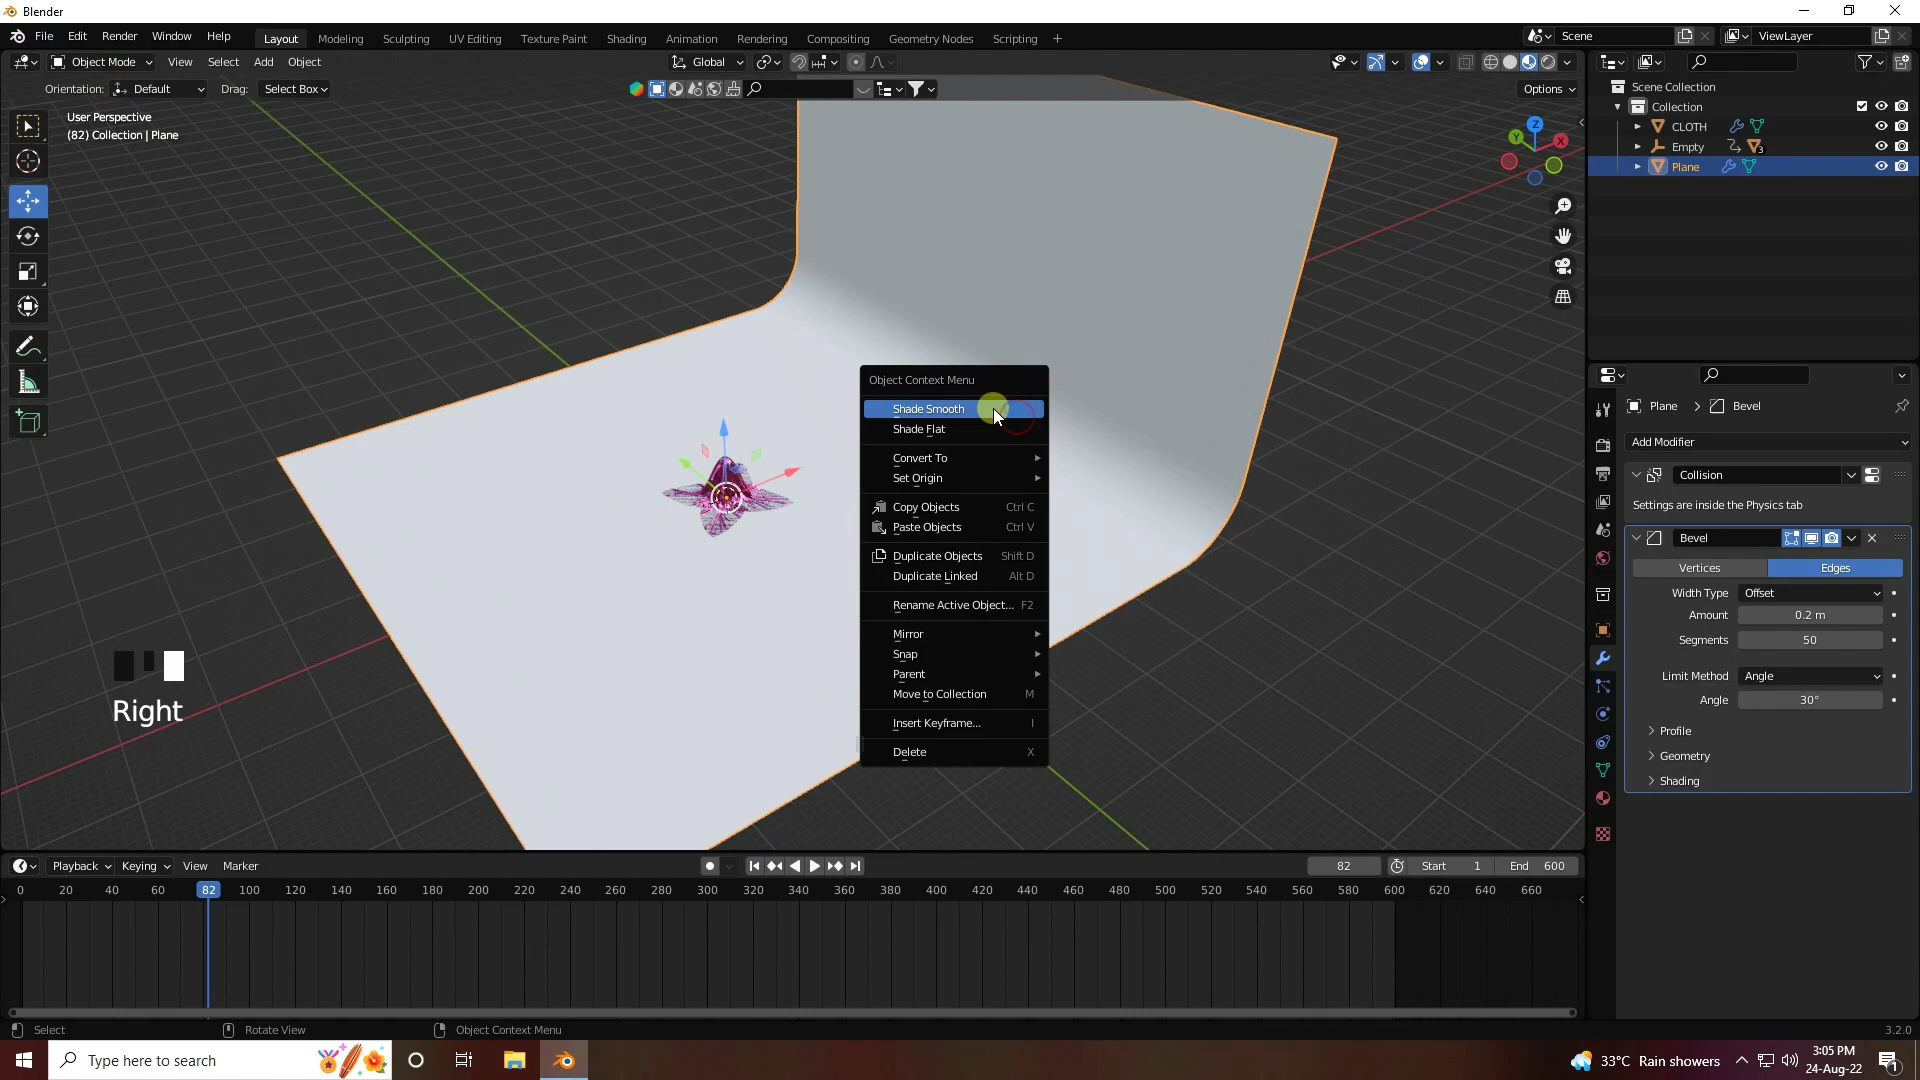 Blender
File Edit Render Window Help Layout Modeling Sculpting UV Editing Texture Paint Shading Animation Rendering Compositing Geometry Nodes Scripting + Scene ViewLayer
Object Mode View Select Add Object Global
Orientation: Default Drag: Select Box Options
User Perspective
(82) Collection | Plane
Z
Y
X
Scene Collection
Collection
CLOTH
Empty 3
Plane
Object Context Menu
Shade Smooth
Shade Flat
Convert To
Set Origin
Copy Objects Ctrl C
Paste Objects Ctrl V
Duplicate Objects Shift D
Duplicate Linked Alt D
Rename Active Object... F2
Mirror
Snap
Parent
Move to Collection M
Insert Keyframe... I
Delete X
Right
Plane > Bevel
Add Modifier
Collision
Settings are inside the Physics tab
Bevel
Vertices Edges
Width Type Offset
Amount 0.2 m
Segments 50
Limit Method Angle
Angle 30°
Profile
Geometry
Shading
Playback Keying View Marker 82 Start 1 End 600
0 20 40 60 82 100 120 140 160 180 200 220 240 260 280 300 320 340 360 380 400 420 440 460 480 500 520 540 560 580 600 620 640 660
Select Rotate View Object Context Menu 3.2.0
Type here to search 33°C Rain showers 3:05 PM
24-Aug-22 1